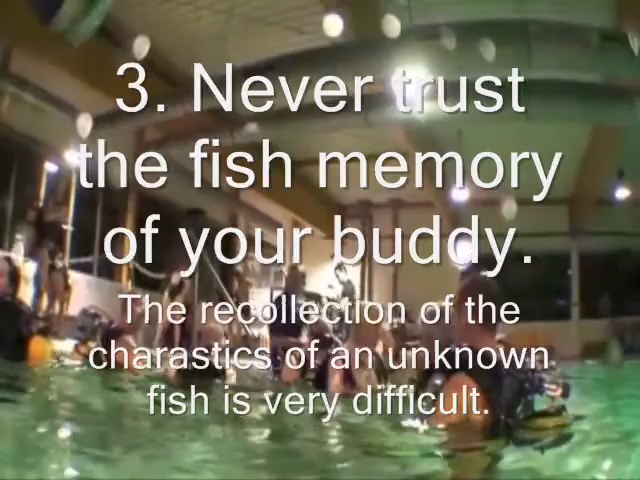 3. Never trust
the fish memory
of your buddy.
The recollection of the
charastics of an unknown
fish is very difficult.